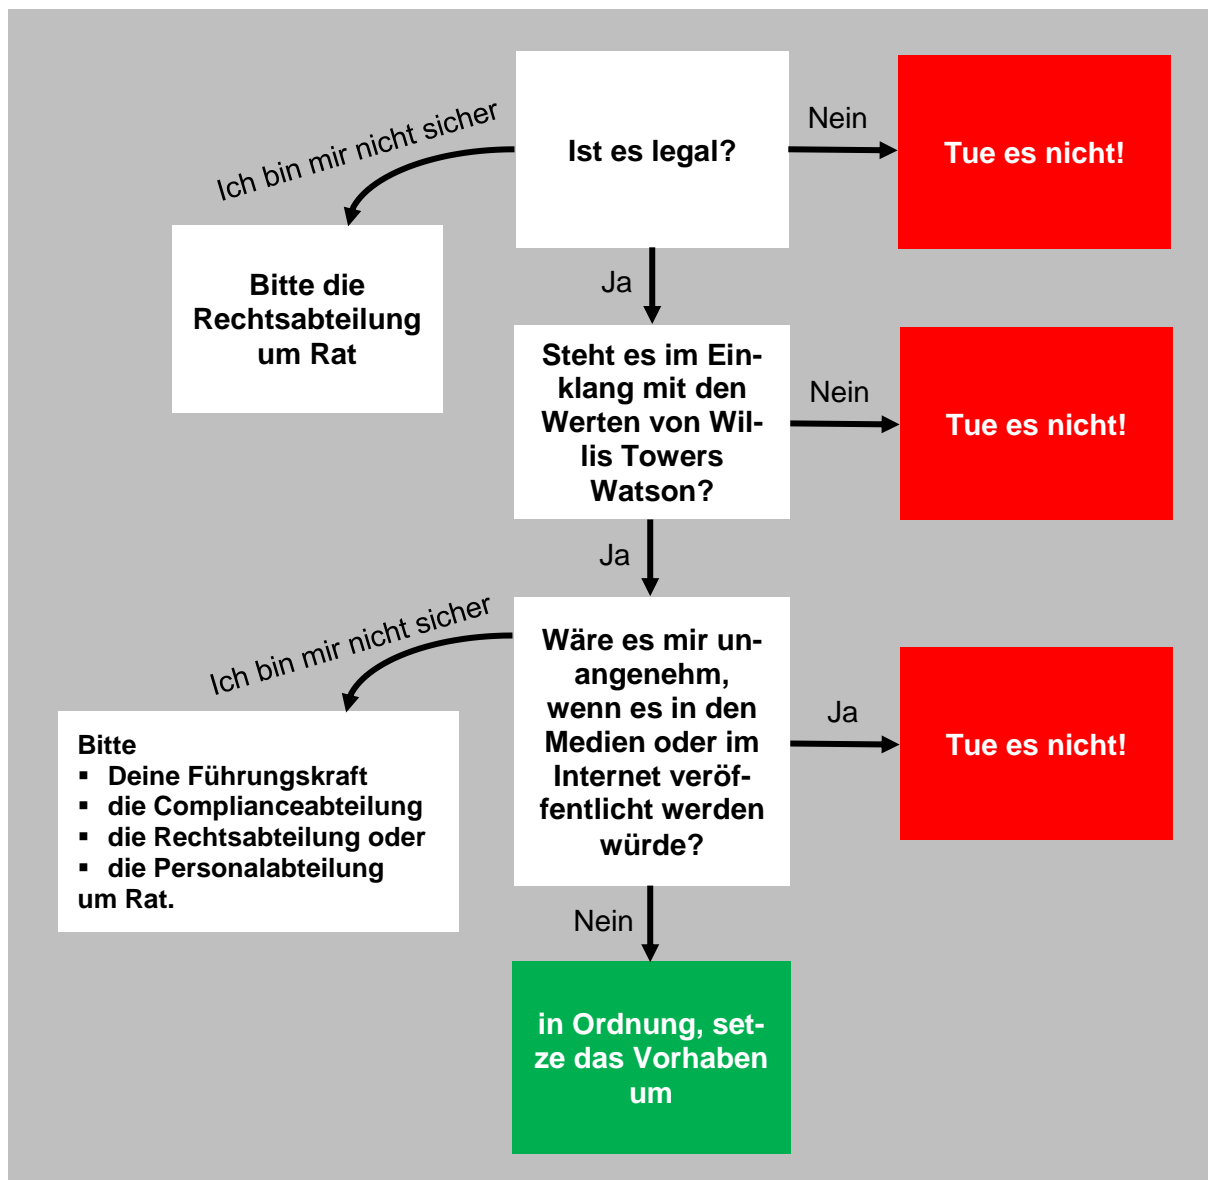 Ist es legal?
Nein
Tue es nicht!
Ich bin mir nicht sicher
Bitte die
Rechtsabteilung
um Rat
Ja
Steht es im Ein-
klang mit den
Werten von Wil-
lis Towers
Watson?
Nein
Tue es nicht!
Ja
Ich bin mir nicht sicher
Wäre es mir un-
angenehm,
wenn es in den
Medien oder im
Internet veröf-
fentlicht werden
würde?
Ja
Tue es nicht!
Bitte
▪ Deine Führungskraft
▪ die Complianceabteilung
▪ die Rechtsabteilung oder
▪ die Personalabteilung
um Rat.
Nein
in Ordnung, set-
ze das Vorhaben
um